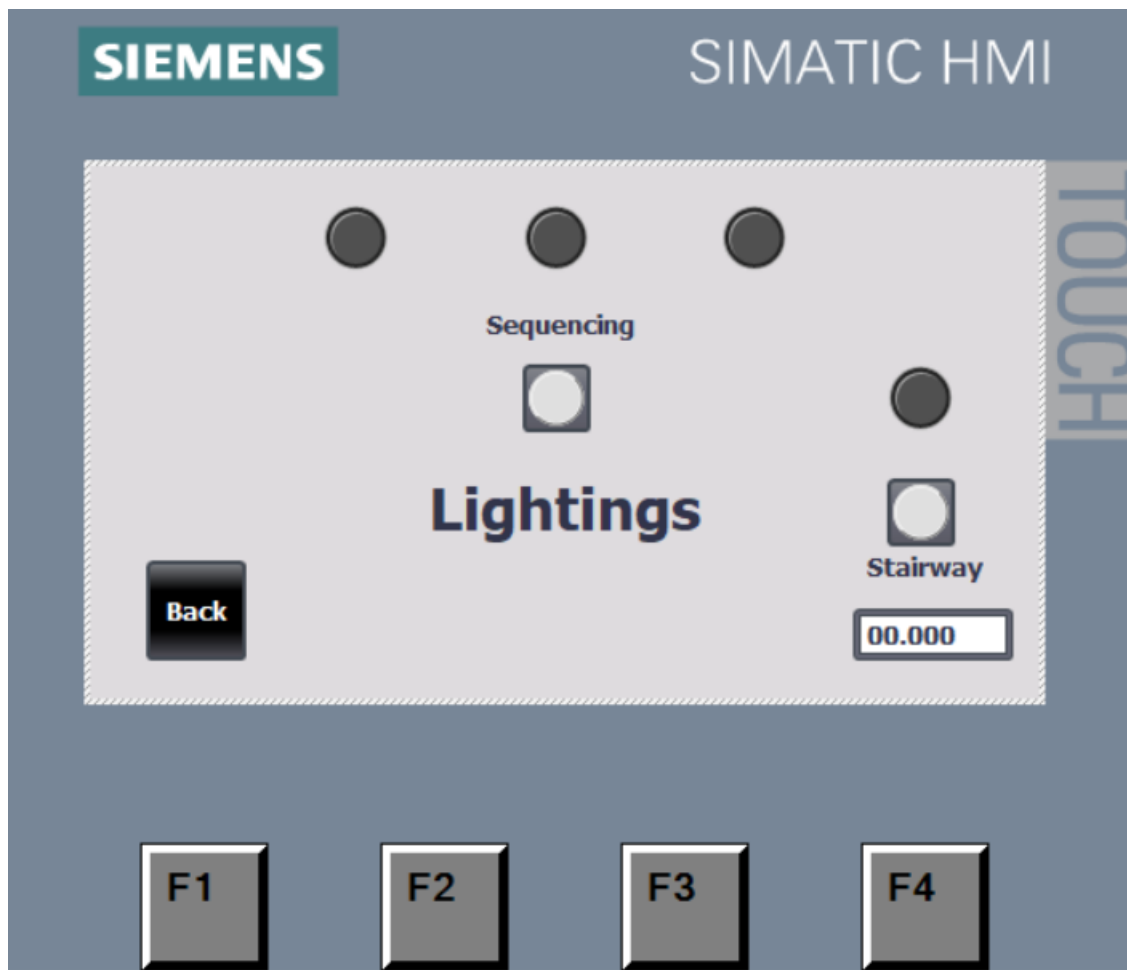 SIEMENS
SIMATIC HMI
TOUCH
Sequencing
Lightings
Stairway
Back
00.000
F1
F2
F3
F4